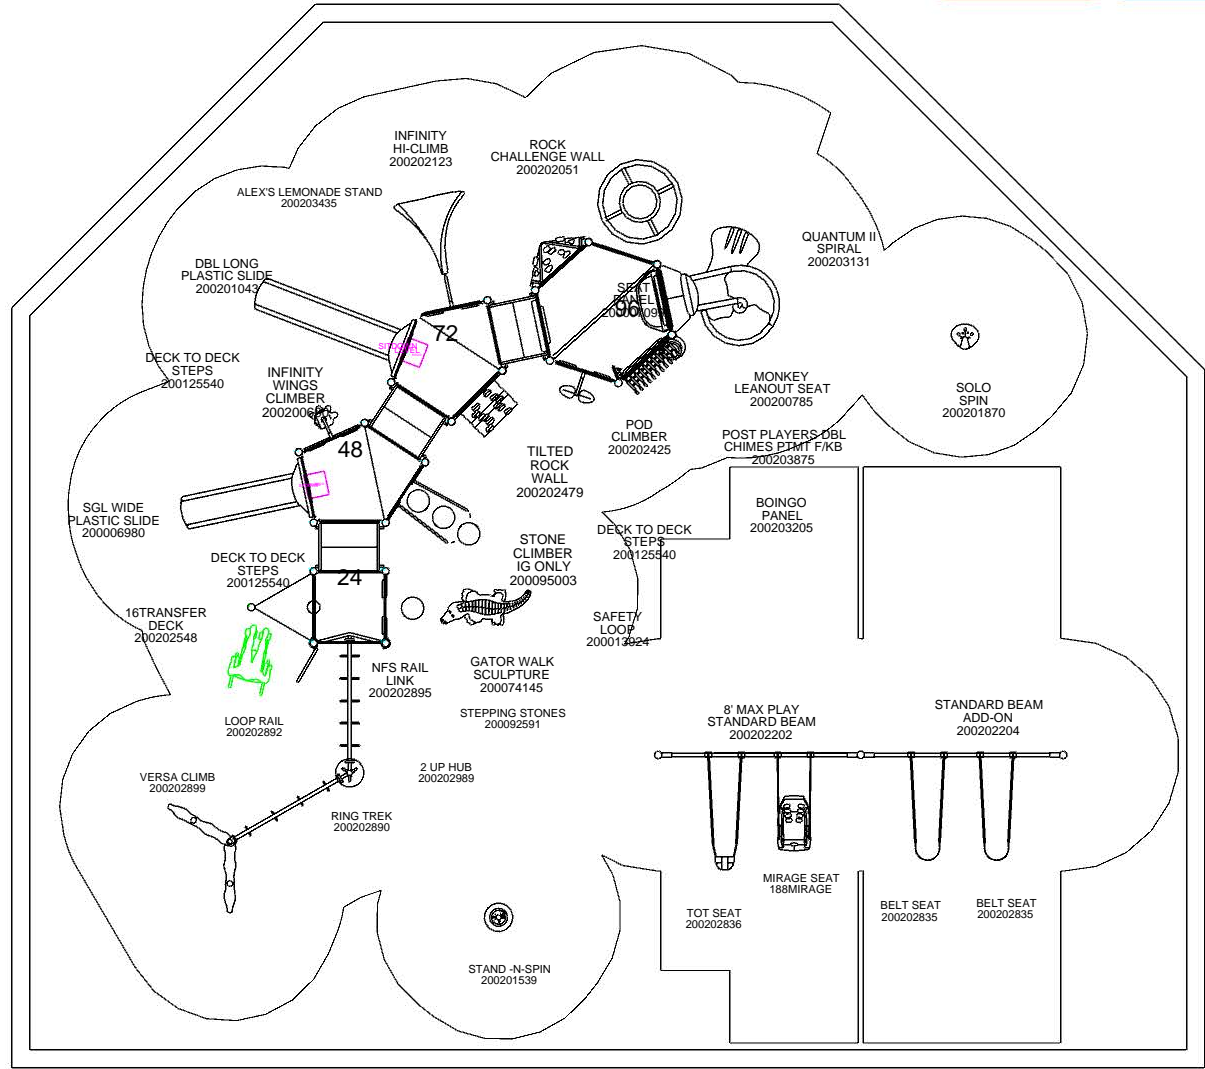 INFINITY
HI-CLIMB
200202123
ROCK
CHALLENGE WALL
200202051
ALEX'S LEMONADE STAND
200203435
QUANTUM II
SPIRAL
200203131
DBL LONG
PLASTIC SLIDE
200201043
SEAT
PANEL
96
72
DECK TO DECK
STEPS
200125540
INFINITY
WINGS
CLIMBER
MONKEY
LEANOUT SEAT
200200785
SOLO
SPIN
200201870
POD
CLIMBER
200202425
POST PLAYERS DBL
CHIMES PTMT F/KB
200203875
48
TILTED
ROCK
WALL
200202479
SGL WIDE
PLASTIC SLIDE
200006980
BOINGO
PANEL
200203205
DECK TO DECK
STEPS
200125540
STONE
CLIMBER
IG ONLY
200095003
DECK TO DECK
STEPS
200125540
24
16TRANSFER
DECK
200202548
SAFETY
LOOP
200013924
NFS RAIL
LINK
200202895
GATOR WALK
SCULPTURE
200074145
STEPPING STONES
200092591
LOOP RAIL
200202892
8' MAX PLAY
STANDARD BEAM
200202202
STANDARD BEAM
ADD-ON
200202204
VERSA CLIMB
200202899
2 UP HUB
200202989
RING TREK
200202890
MIRAGE SEAT
188MIRAGE
TOT SEAT
200202836
BELT SEAT
200202835
BELT SEAT
200202835
STAND -N-SPIN
200201539